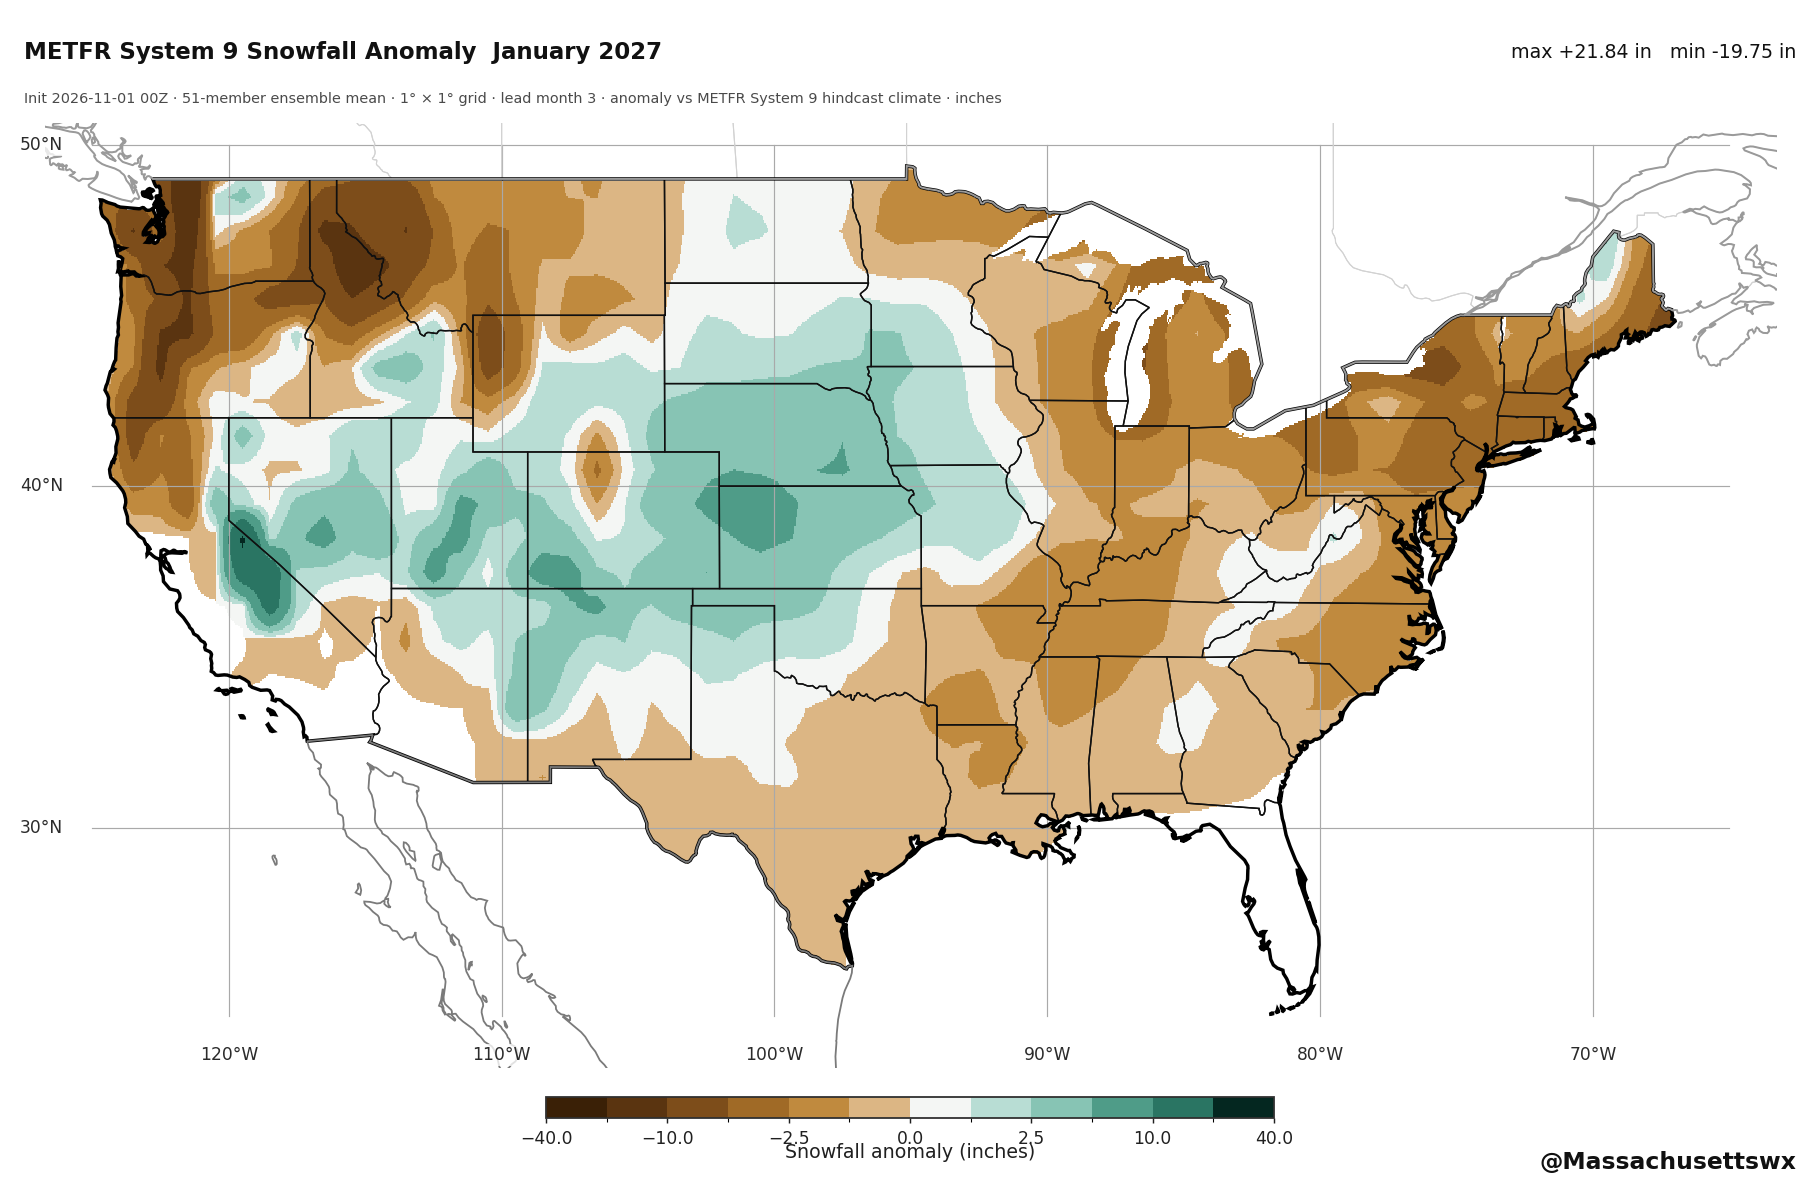 METFR System 9 Snowfall Anomaly  January 2027
max +21.84 in   min -19.75 in
Init 2026-11-01 00Z · 51-member ensemble mean · 1° × 1° grid · lead month 3 · anomaly vs METFR System 9 hindcast climate · inches
50°N
40°N
30°N
120°W 110°W 100°W 90°W 80°W 70°W
−40.0 −10.0 −2.5 0.0 2.5 10.0 40.0
Snowfall anomaly (inches)
@Massachusettswx